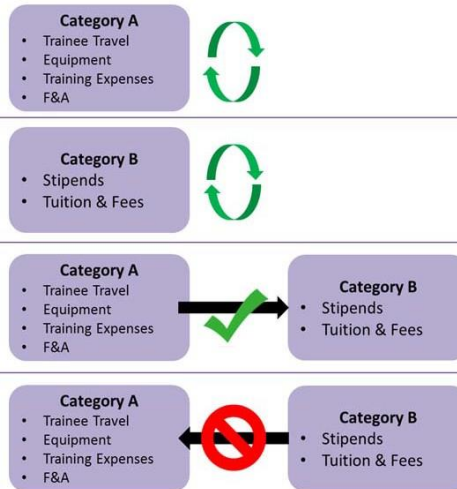 Category A
• Trainee Travel
• Equipment
• Training Expenses
• F&A
Category B
• Stipends
• Tuition & Fees
Category A
• Trainee Travel
• Equipment
• Training Expenses
• F&A
Category B
• Stipends
• Tuition & Fees
Category A
• Trainee Travel
• Equipment
• Training Expenses
• F&A
Category B
• Stipends
• Tuition & Fees